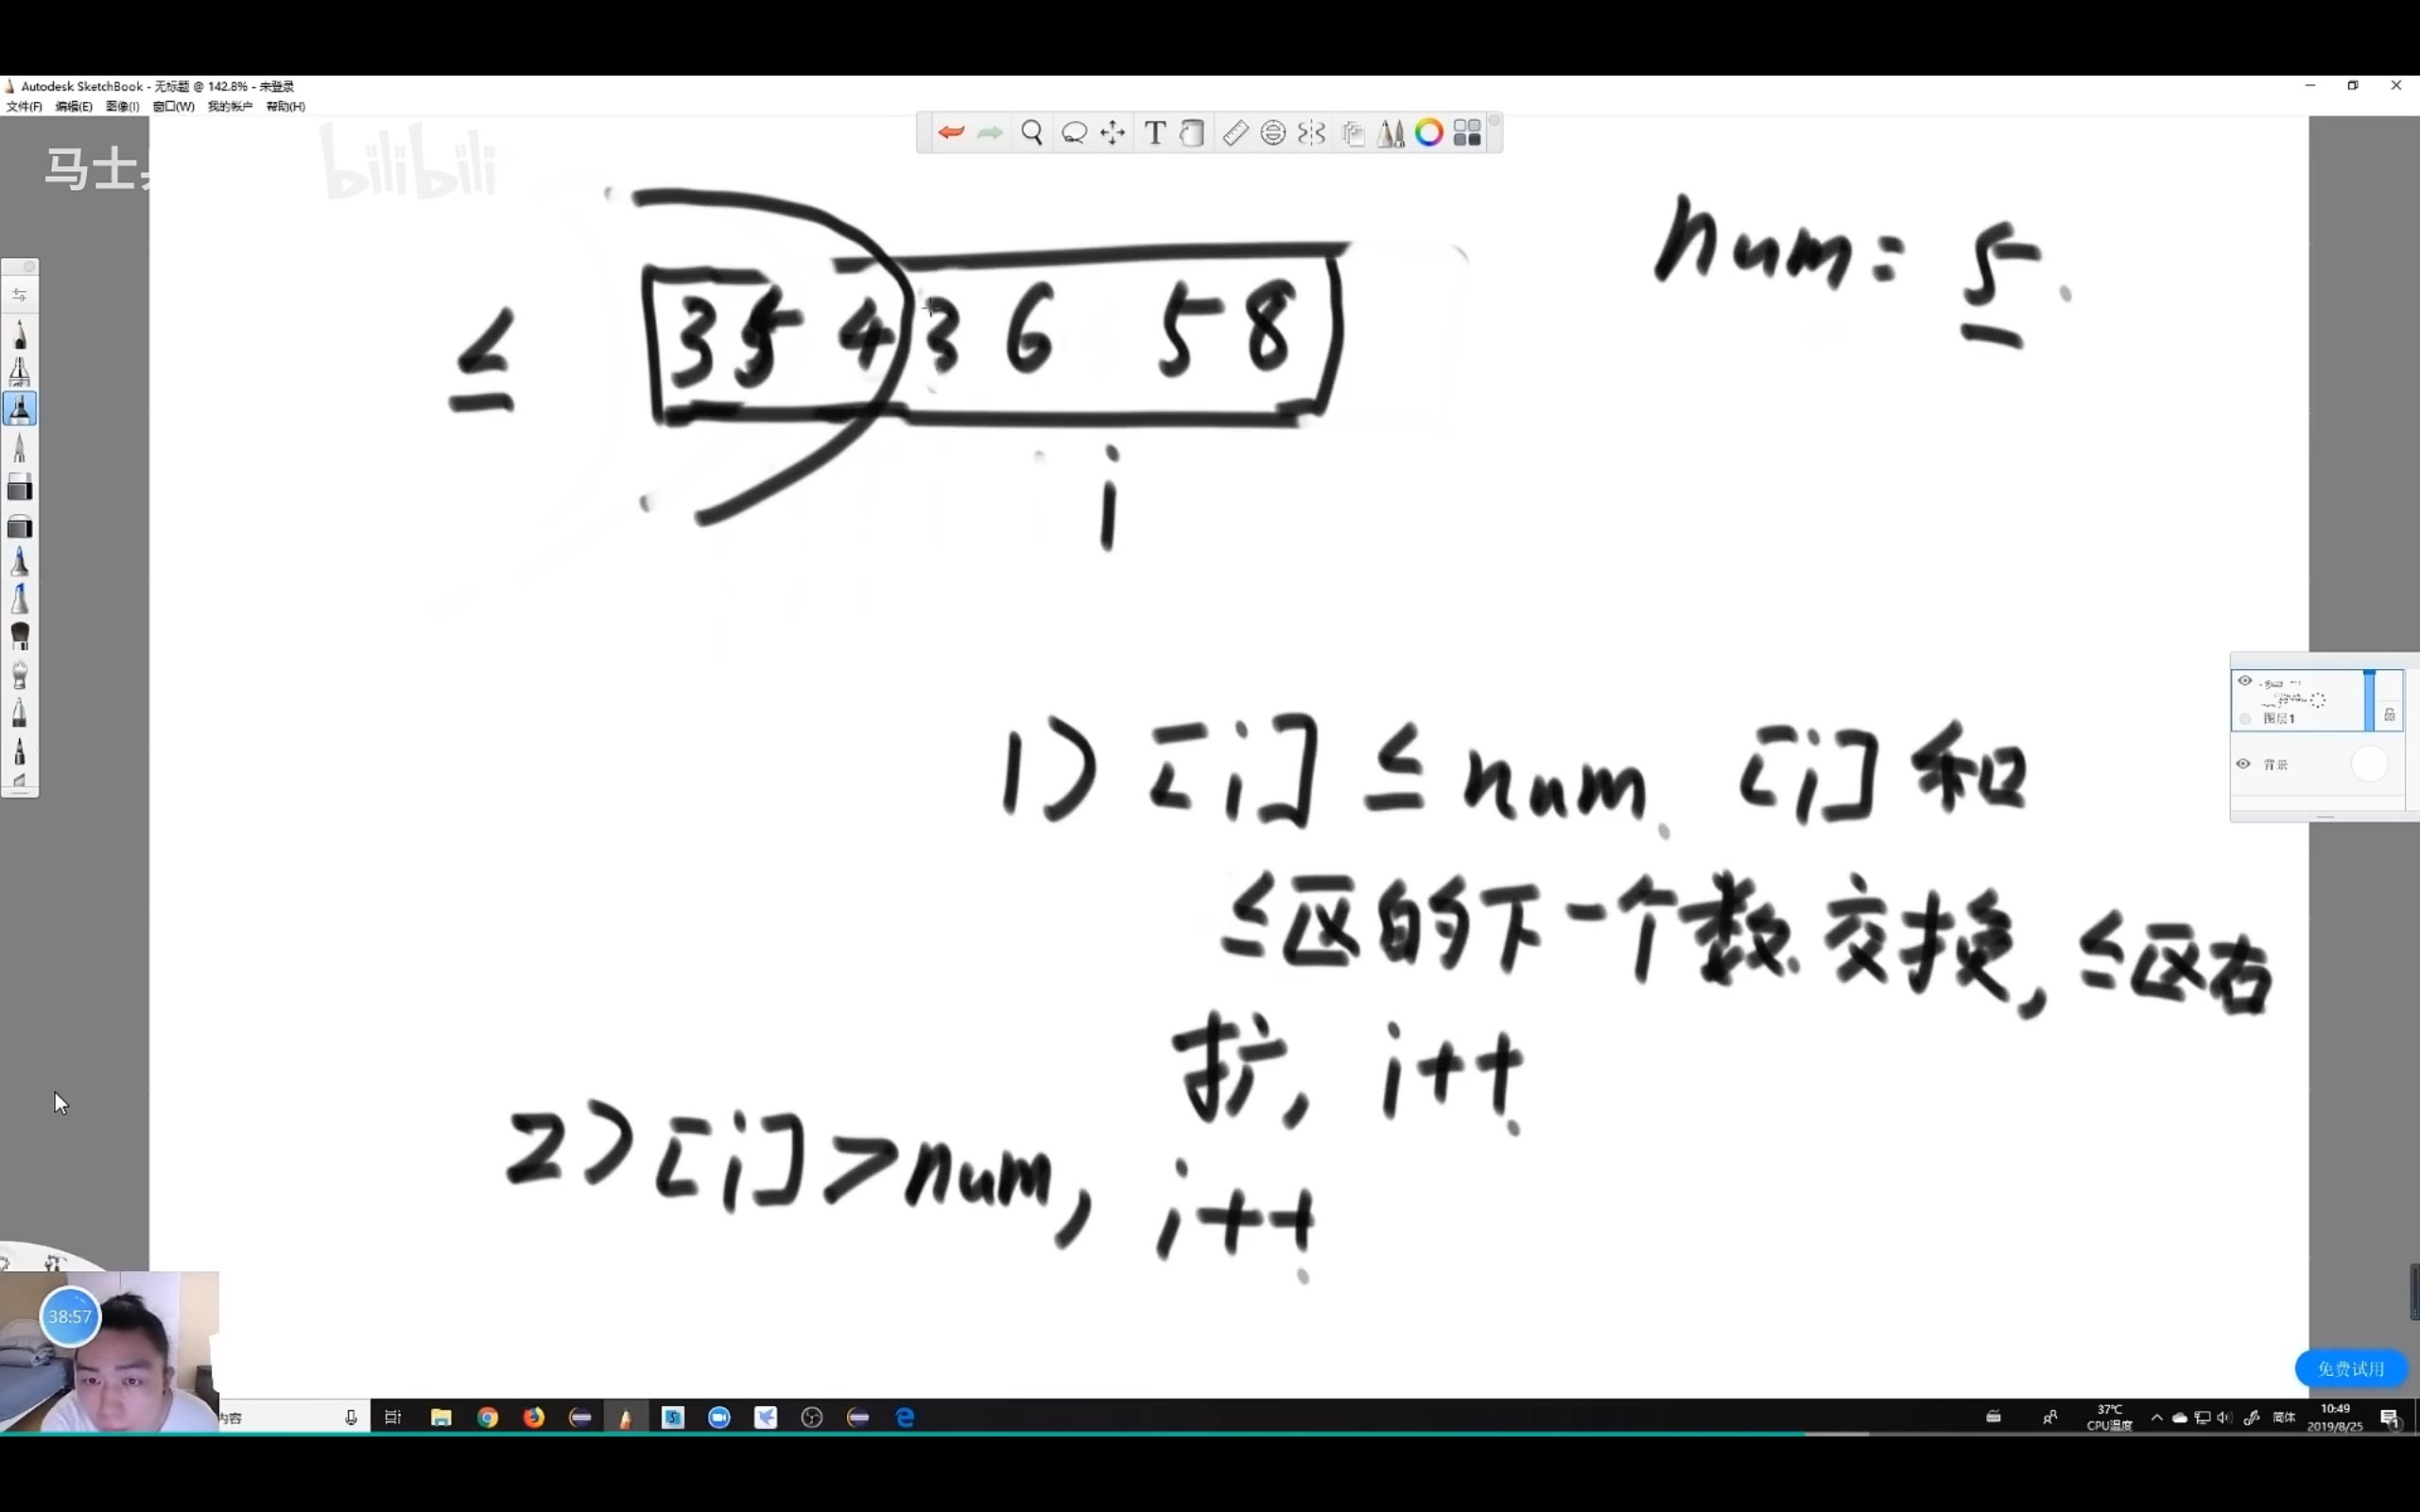 Autodesk SketchBook - 无标题 @ 142.8% - 未登录
文件(F) 编辑(E) 图像(I) 窗口(W) 我的帐户 帮助(H)
马士
bilibili
num = 5.
≤ 3 5 4 3 6 5 8
i
1) [i] ≤ num. [i] 和
≤区的下一个数交换, ≤区右
扩, i++.
2) [i] > num, i++.
图层1
背景
38:57
免费试用
内容
37℃
CPU温度
简体
10:49
2019/8/25
1